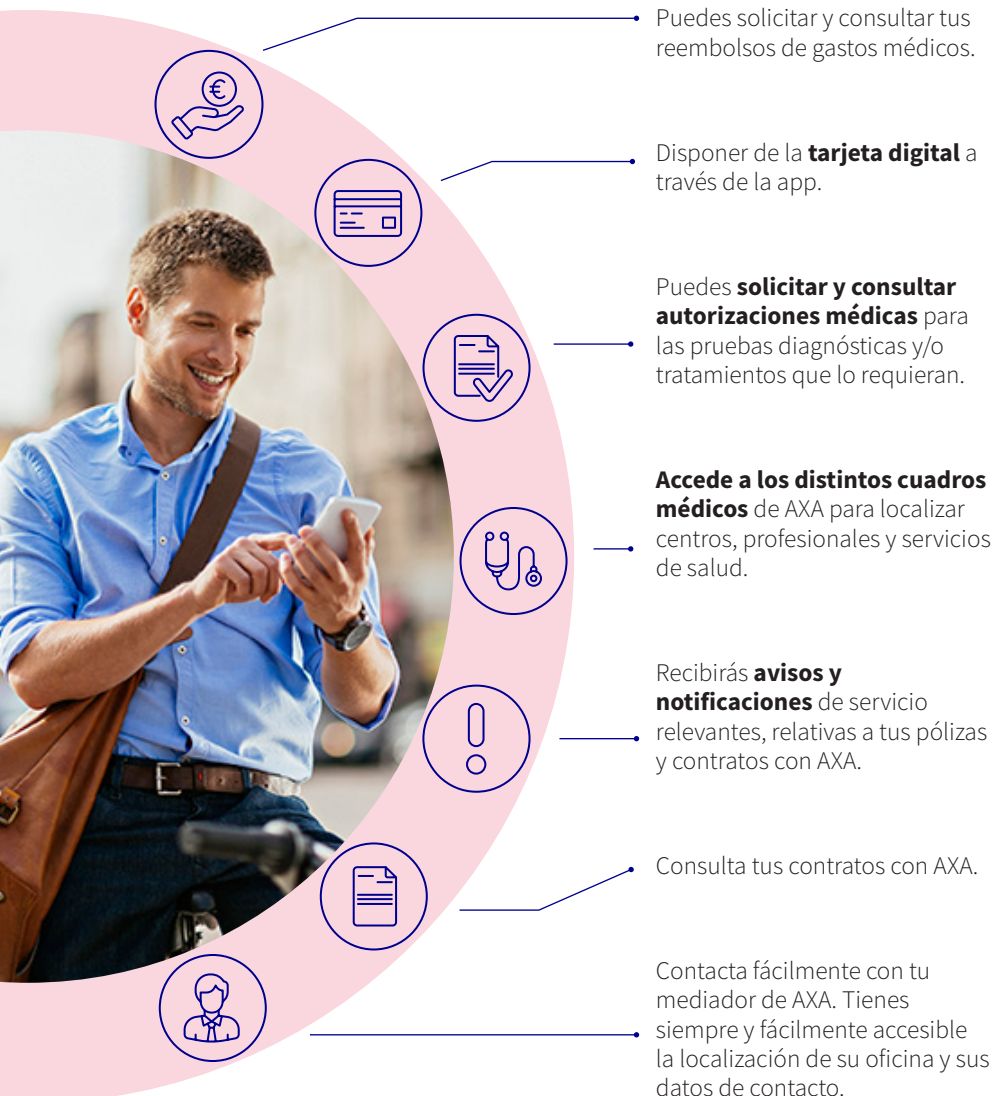 Puedes solicitar y consultar tus
reembolsos de gastos médicos.
Disponer de la tarjeta digital a
través de la app.
Puedes solicitar y consultar
autorizaciones médicas para
las pruebas diagnósticas y/o
tratamientos que lo requieran.
Accede a los distintos cuadros
médicos de AXA para localizar
centros, profesionales y servicios
de salud.
Recibirás avisos y
notificaciones de servicio
relevantes, relativas a tus pólizas
y contratos con AXA.
Consulta tus contratos con AXA.
Contacta fácilmente con tu
mediador de AXA. Tienes
siempre y fácilmente accesible
la localización de su oficina y sus
datos de contacto.